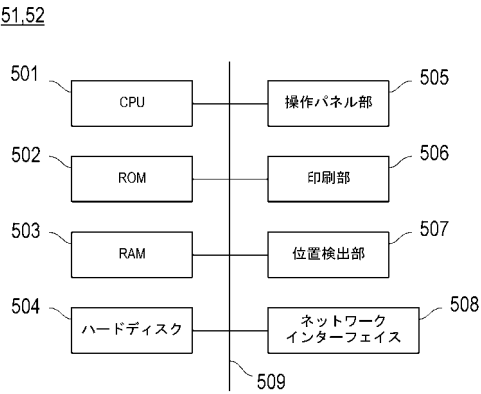 51,52
501
CPU
505
操作パネル部
502
ROM
506
印刷部
503
RAM
507
位置検出部
504
ハードディスク
508
ネットワーク
インターフェイス
509